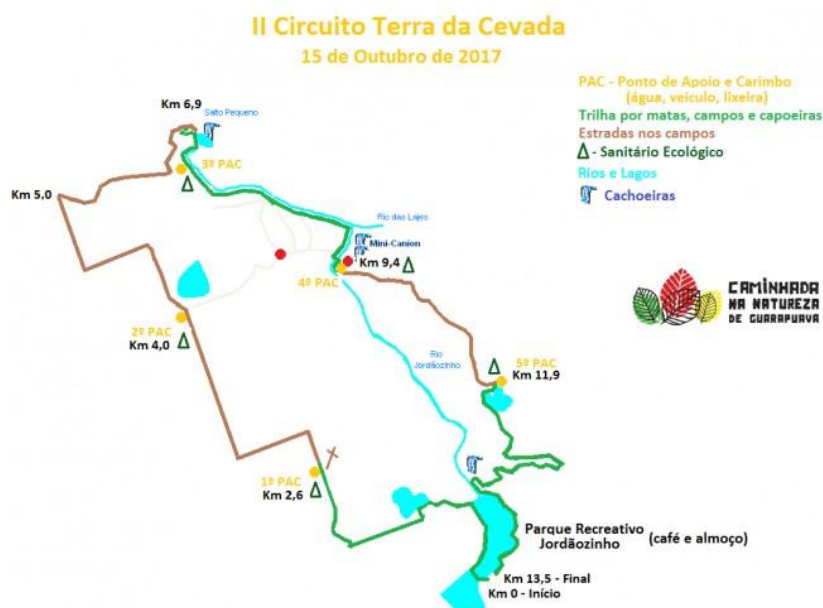 II Circuito Terra da Cevada
15 de Outubro de 2017
PAC - Ponto de Apoio e Carimbo
(água, veículo, lixeira)
Trilha por matas, campos e capoeiras
Estradas nos campos
- Sanitário Ecológico
Rios e Lagos
Cachoeiras
Km 6,9
Salto Pequeno
3º PAC
Km 5,0
Rio das Lajes
Mini-Canion
Km 9,4
4º PAC
CAMINHADA
NA NATUREZA
DE GUARAPUAVA
2º PAC
Km 4,0
Rio
Jordãozinho
5º PAC
Km 11,9
1º PAC
Km 2,6
Parque Recreativo
Jordãozinho
(café e almoço)
Km 13,5 - Final
Km 0 - Início